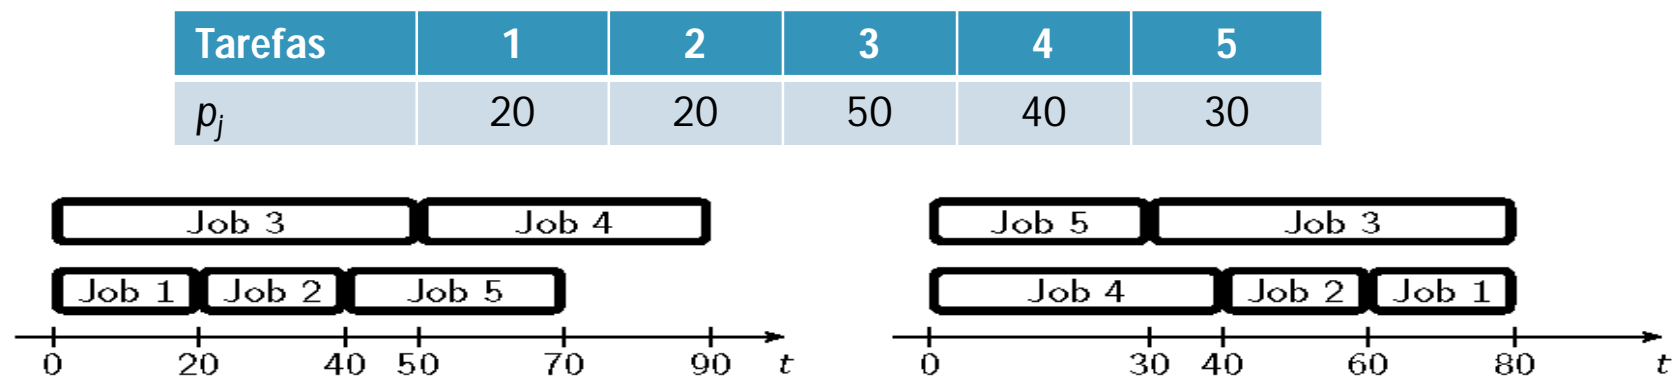 Tarefas 1 2 3 4 5
pj 20 20 50 40 30
Job 3 Job 4
Job 1 Job 2 Job 5
0 20 40 50 70 90 t
Job 5 Job 3
Job 4 Job 2 Job 1
0 30 40 60 80 t